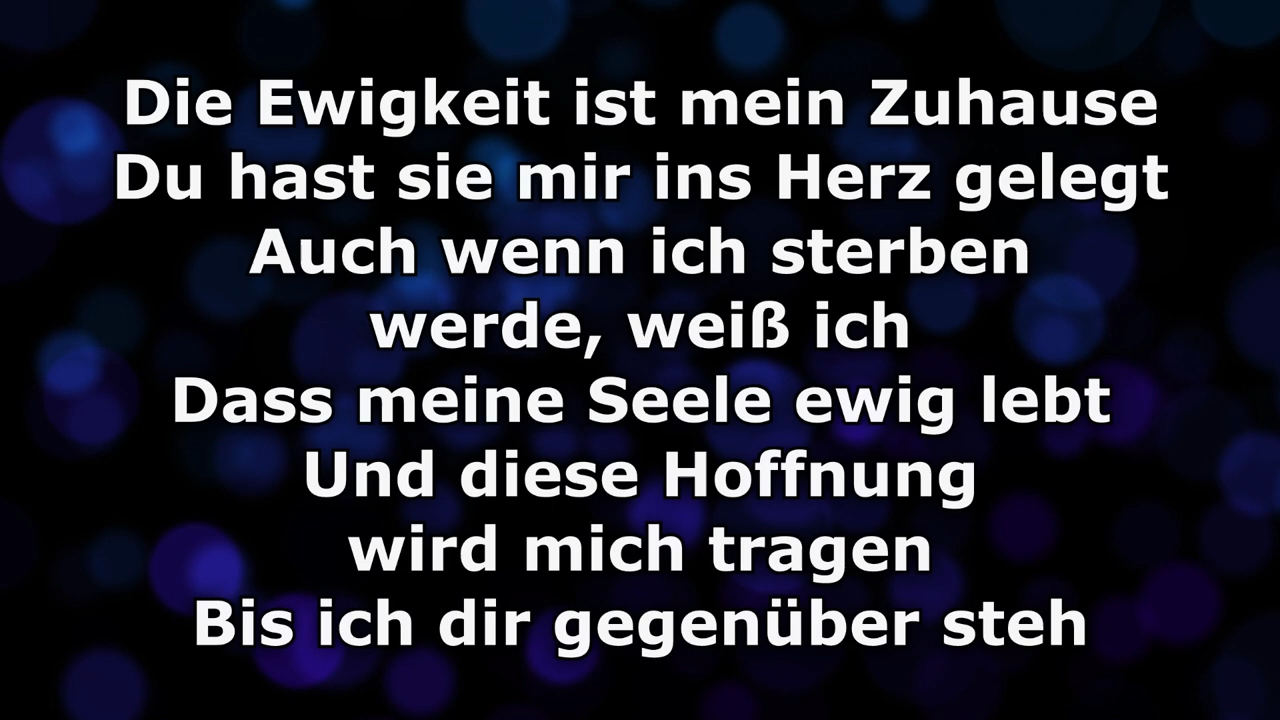 Die Ewigkeit ist mein Zuhause
Du hast sie mir ins Herz gelegt
Auch wenn ich sterben
werde, weiß ich
Dass meine Seele ewig lebt
Und diese Hoffnung
wird mich tragen
Bis ich dir gegenüber steh